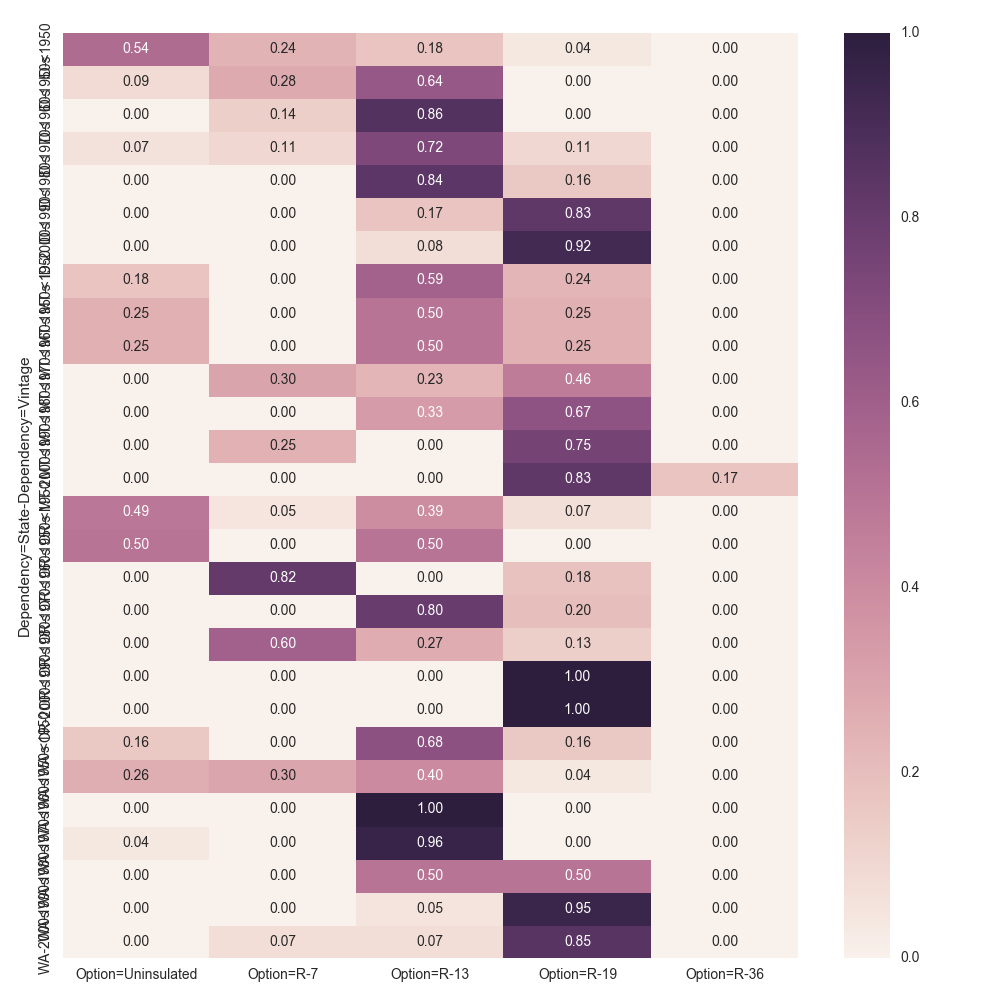 Dependency=State-Dependency=Vintage
0.54 0.24 0.18 0.04 0.00
0.09 0.28 0.64 0.00 0.00
0.00 0.14 0.86 0.00 0.00
0.07 0.11 0.72 0.11 0.00
0.00 0.00 0.84 0.16 0.00
0.00 0.00 0.17 0.83 0.00
0.00 0.00 0.08 0.92 0.00
0.18 0.00 0.59 0.24 0.00
0.25 0.00 0.50 0.25 0.00
0.25 0.00 0.50 0.25 0.00
0.00 0.30 0.23 0.46 0.00
0.00 0.00 0.33 0.67 0.00
0.00 0.25 0.00 0.75 0.00
0.00 0.00 0.00 0.83 0.17
0.49 0.05 0.39 0.07 0.00
0.50 0.00 0.50 0.00 0.00
0.00 0.82 0.00 0.18 0.00
0.00 0.00 0.80 0.20 0.00
0.00 0.60 0.27 0.13 0.00
0.00 0.00 0.00 1.00 0.00
0.00 0.00 0.00 1.00 0.00
0.16 0.00 0.68 0.16 0.00
0.26 0.30 0.40 0.04 0.00
0.00 0.00 1.00 0.00 0.00
0.04 0.00 0.96 0.00 0.00
0.00 0.00 0.50 0.50 0.00
0.00 0.00 0.05 0.95 0.00
0.00 0.07 0.07 0.85 0.00
Option=Uninsulated Option=R-7 Option=R-13 Option=R-19 Option=R-36
1.0
0.8
0.6
0.4
0.2
0.0